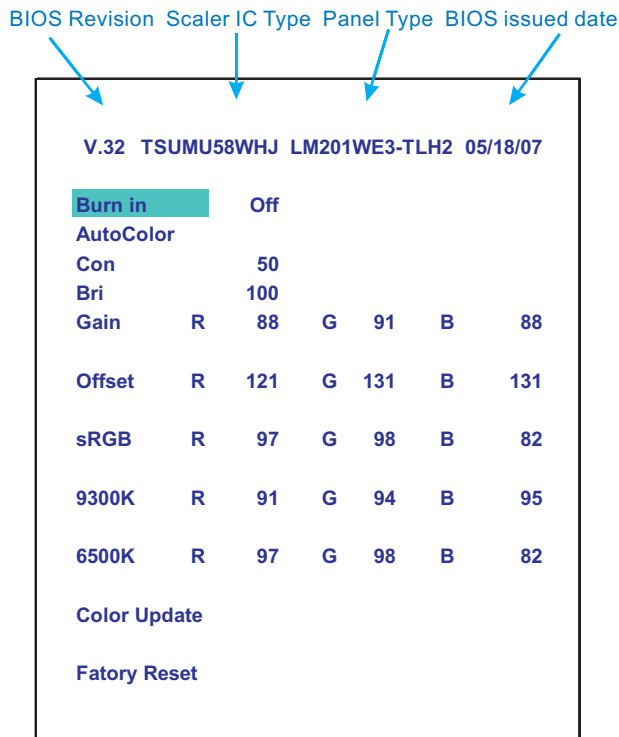 BIOS Revision Scaler IC Type Panel Type BIOS issued date
V.32 TSUMU58WHJ LM201WE3-TLH2 05/18/07
Burn in Off
AutoColor
Con 50
Bri 100
Gain R 88 G 91 B 88
Offset R 121 G 131 B 131
sRGB R 97 G 98 B 82
9300K R 91 G 94 B 95
6500K R 97 G 98 B 82
Color Update
Fatory Reset